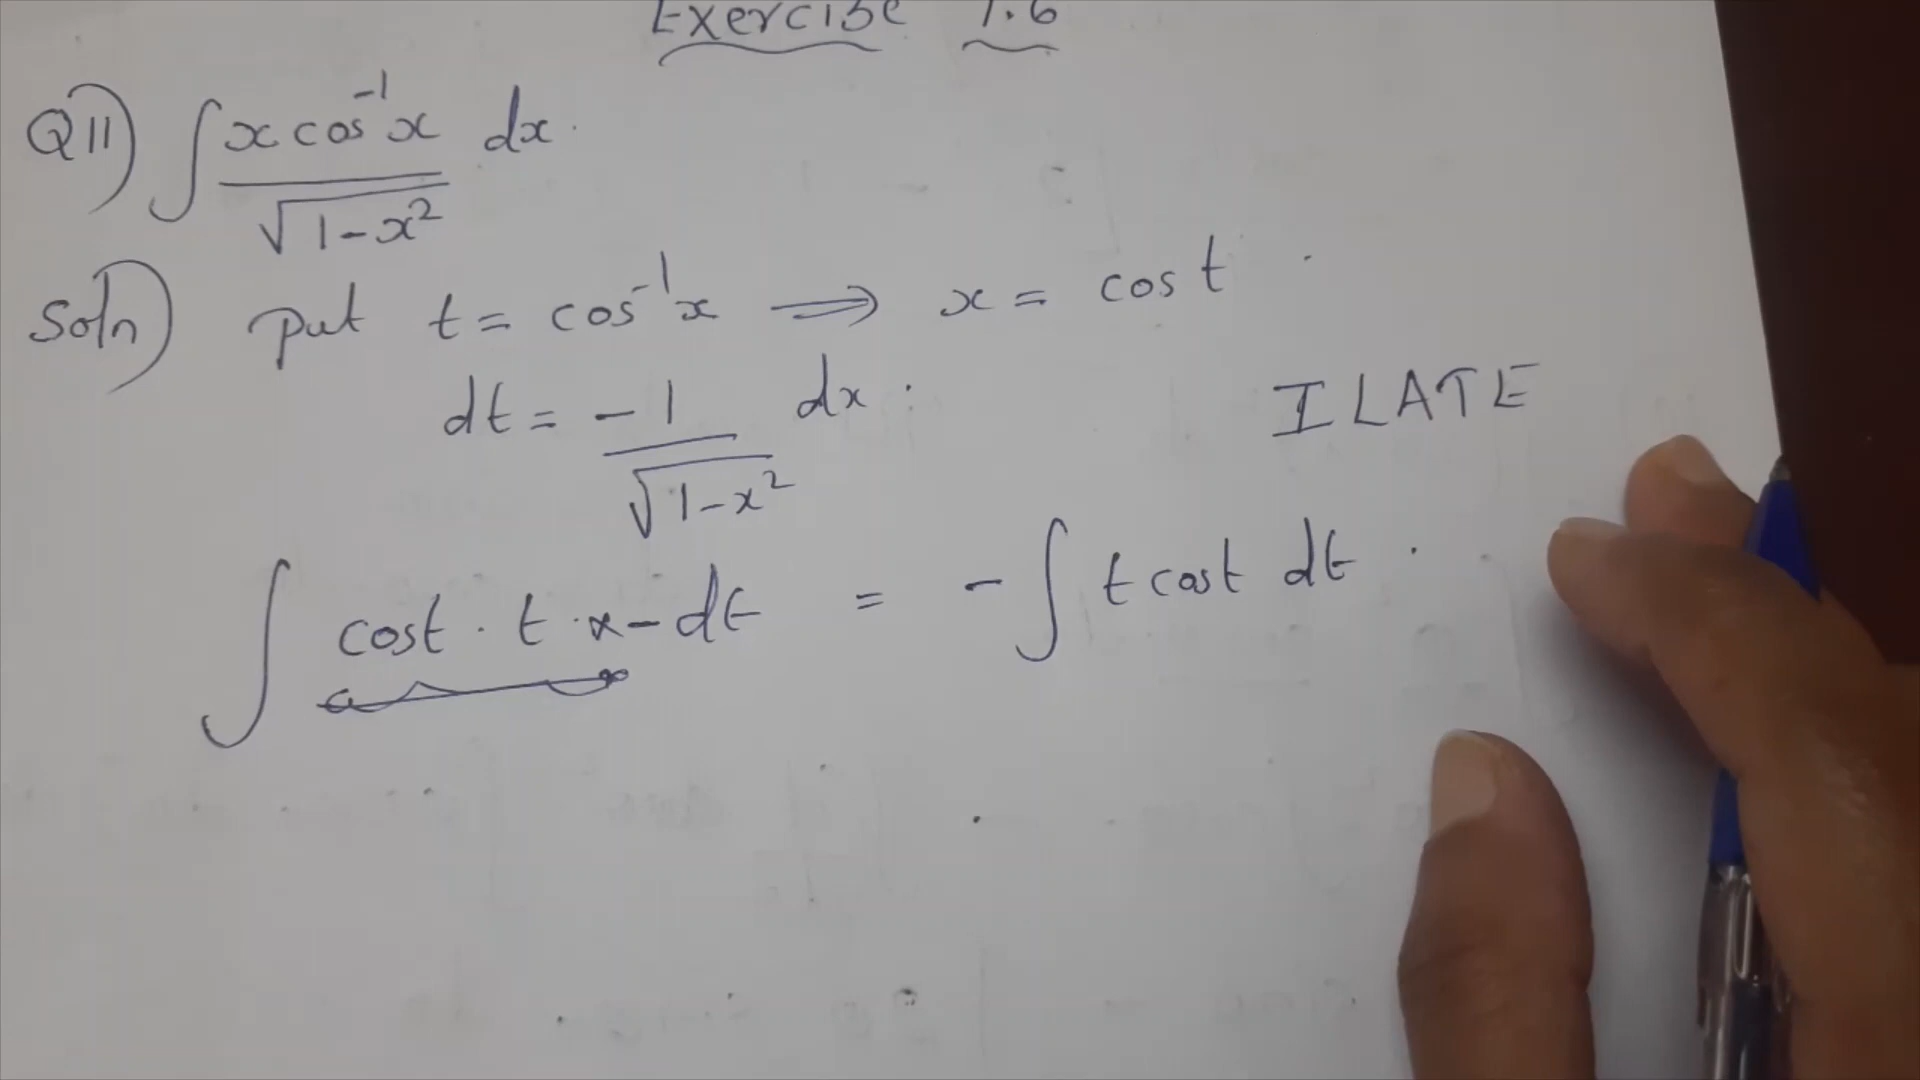 Exercise 7.6
Q11) ∫ x cos⁻¹x / √(1-x²) dx.
Soln) put t = cos⁻¹x ⟹ x = cos t .
dt = -1 / √(1-x²) dx .
ILATE
∫ cost · t · x - dt = - ∫ t cost dt .